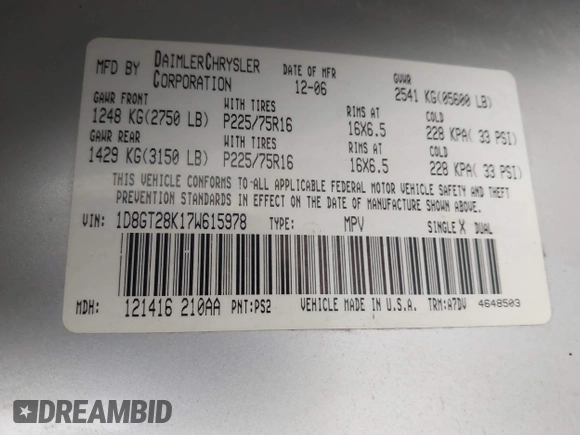 MFD BY DAIMLERCHRYSLER CORPORATION DATE OF MFR 12-06 GVWR 2541 KG(05600 LB)
GAWR FRONT WITH TIRES RIMS AT COLD
1248 KG(2750 LB) P225/75R16 16X6.5 228 KPA( 33 PSI)
GAWR REAR WITH TIRES RIMS AT COLD
1429 KG(3150 LB) P225/75R16 16X6.5 228 KPA( 33 PSI)
THIS VEHICLE CONFORMS TO-ALL APPLICABLE FEDERAL MOTOR VEHICLE SAFETY AND THEFT
PREVENTION STANDARDS IN EFFECT ON THE DATE OF MANUFACTURE SHOWN ABOVE.
VIN: 1D8GT28K17W615978 TYPE: MPV SINGLE X DUAL
MDH: 121416 210AA PNT:PS2 VEHICLE MADE IN U.S.A. TRM:A7DV 4648503
DREAMBID